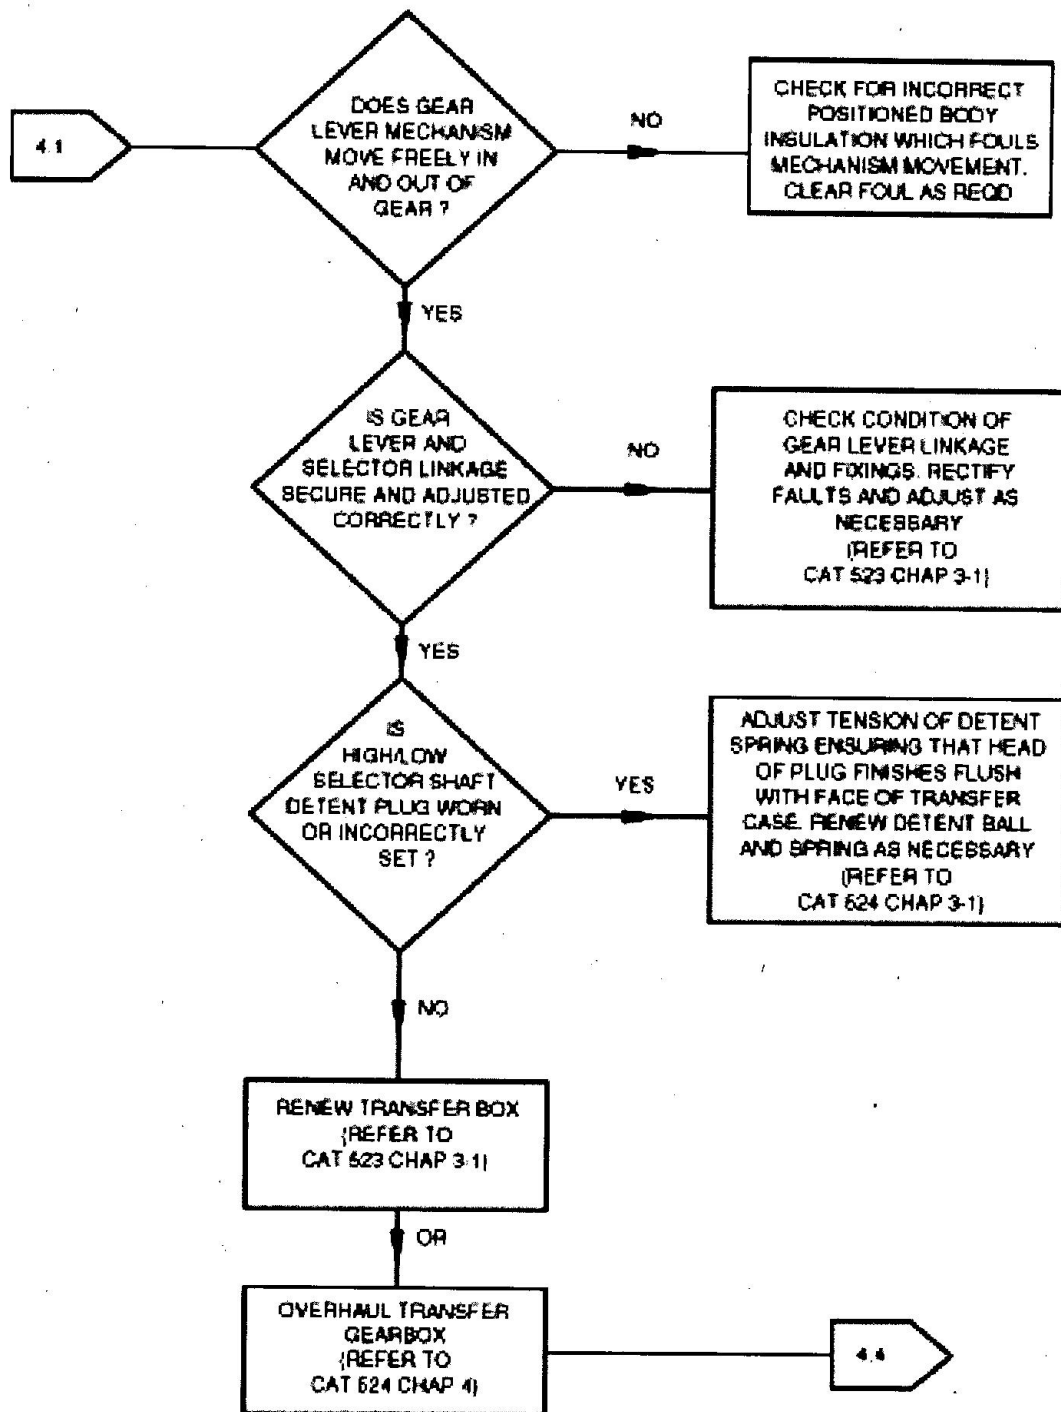 4.1
DOES GEAR
LEVER MECHANISM
MOVE FREELY IN
AND OUT OF
GEAR ?
NO
CHECK FOR INCORRECT
POSITIONED BODY
INSULATION WHICH FOULS
MECHANISM MOVEMENT.
CLEAR FOUL AS REQD
YES
IS GEAR
LEVER AND
SELECTOR LINKAGE
SECURE AND ADJUSTED
CORRECTLY ?
NO
CHECK CONDITION OF
GEAR LEVER LINKAGE
AND FIXINGS. RECTIFY
FAULTS AND ADJUST AS
NECESSARY
(REFER TO
CAT 523 CHAP 3-1)
YES
IS
HIGH/LOW
SELECTOR SHAFT
DETENT PLUG WORN
OR INCORRECTLY
SET ?
YES
ADJUST TENSION OF DETENT
SPRING ENSURING THAT HEAD
OF PLUG FINISHES FLUSH
WITH FACE OF TRANSFER
CASE. RENEW DETENT BALL
AND SPRING AS NECESSARY
(REFER TO
CAT 524 CHAP 3-1)
NO
RENEW TRANSFER BOX
(REFER TO
CAT 523 CHAP 3-1)
OR
OVERHAUL TRANSFER
GEARBOX
(REFER TO
CAT 524 CHAP 4)
4.4